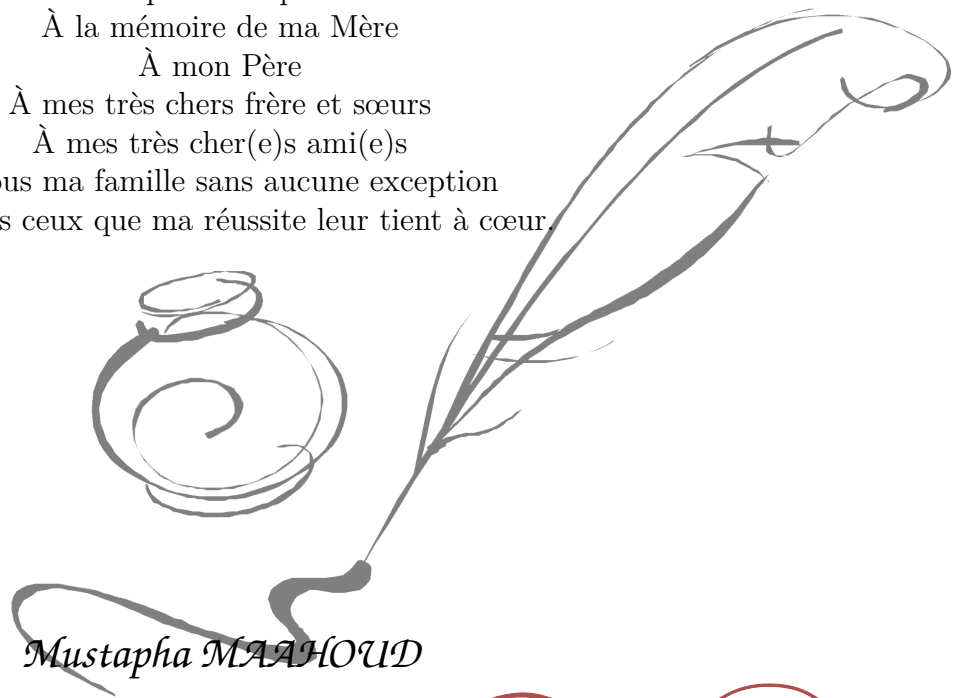 À la mémoire de ma Mère
À mon Père
À mes très chers frère et sœurs
À mes très cher(e)s ami(e)s
ma famille sans aucune exception
ceux que ma réussite leur tient à cœur.
Mustapha MAAHOUD